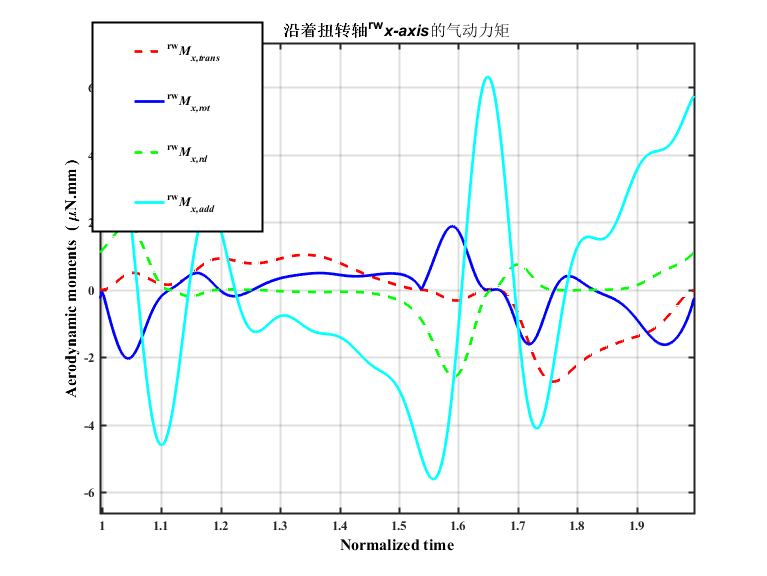 沿着扭转轴rwx-axis的气动力矩
rwMx,trans
rwMx,rot
rwMx,rd
rwMx,add
Aerodynamic moments ( μN.mm )
6
4
2
0
-2
-4
-6
1 1.1 1.2 1.3 1.4 1.5 1.6 1.7 1.8 1.9
Normalized time